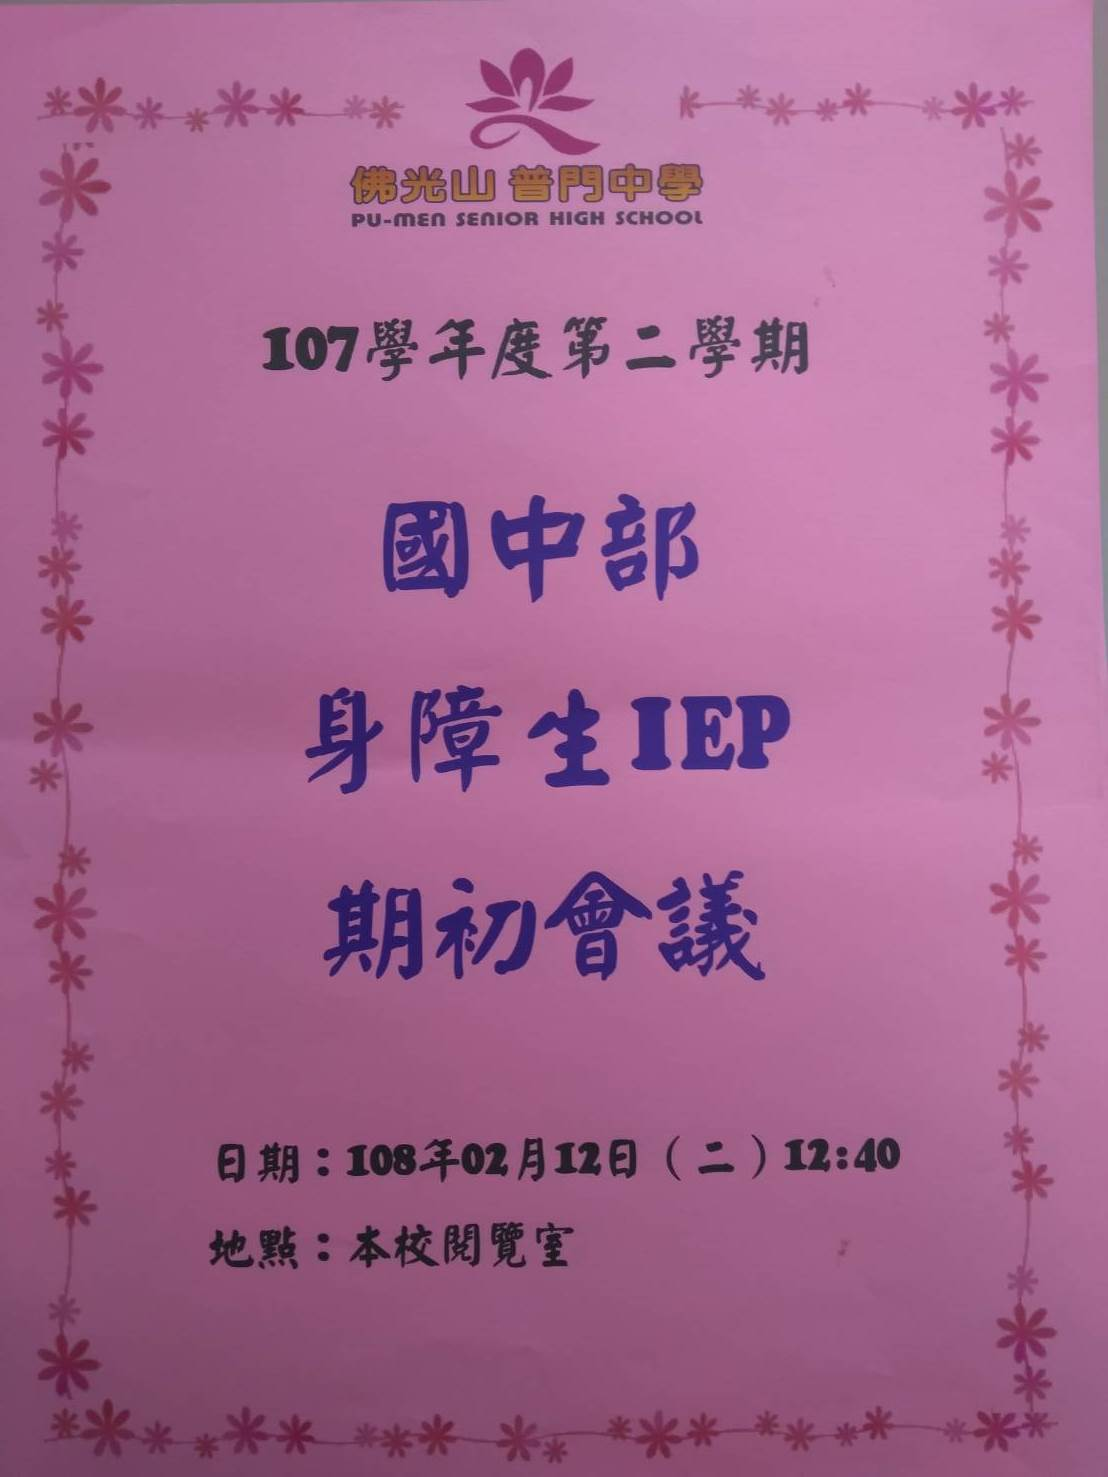 佛光山 普門中學
PU-MEN SENIOR HIGH SCHOOL
107學年度第二學期
國中部
身障生IEP
期初會議
日期：108年02月12日（二）12:40
地點：本校閱覽室